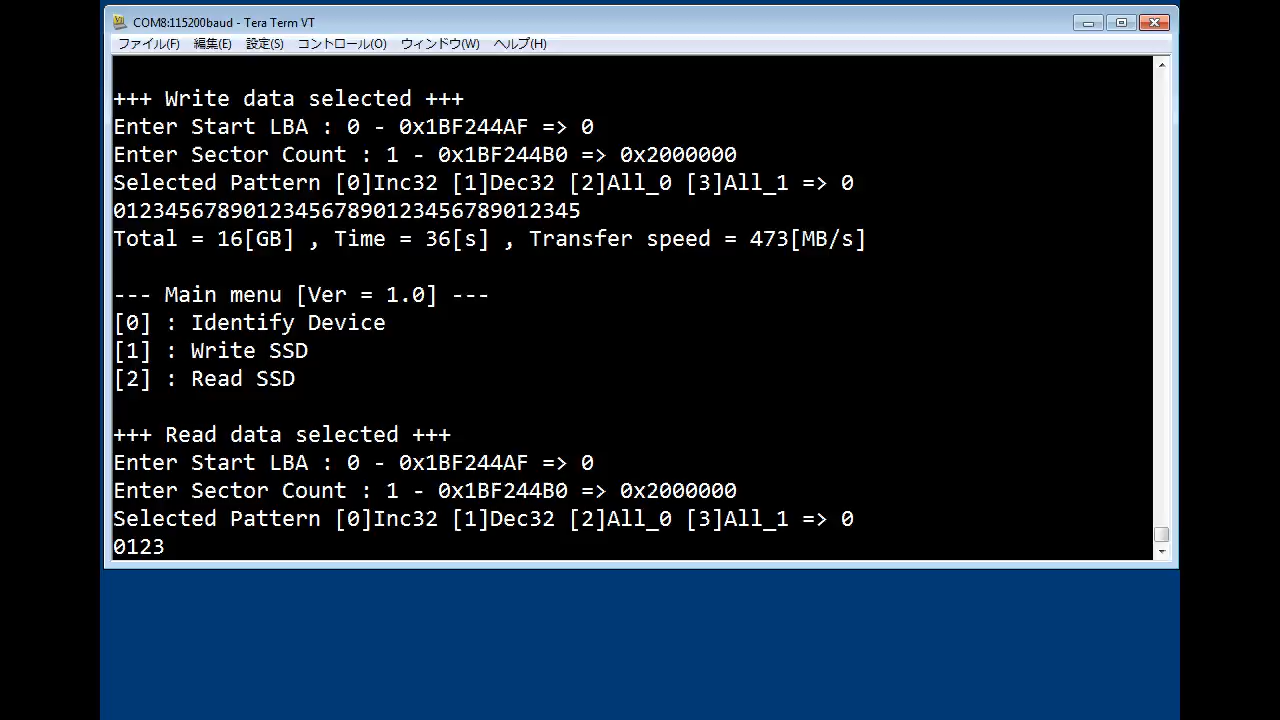 COM8:115200baud - Tera Term VT
ファイル(F) 編集(E) 設定(S) コントロール(O) ウィンドウ(W) ヘルプ(H)
+++ Write data selected +++
Enter Start LBA : 0 - 0x1BF244AF => 0
Enter Sector Count : 1 - 0x1BF244B0 => 0x2000000
Selected Pattern [0]Inc32 [1]Dec32 [2]All_0 [3]All_1 => 0
012345678901234567890123456789012345
Total = 16[GB] , Time = 36[s] , Transfer speed = 473[MB/s]
--- Main menu [Ver = 1.0] ---
[0] : Identify Device
[1] : Write SSD
[2] : Read SSD
+++ Read data selected +++
Enter Start LBA : 0 - 0x1BF244AF => 0
Enter Sector Count : 1 - 0x1BF244B0 => 0x2000000
Selected Pattern [0]Inc32 [1]Dec32 [2]All_0 [3]All_1 => 0
0123